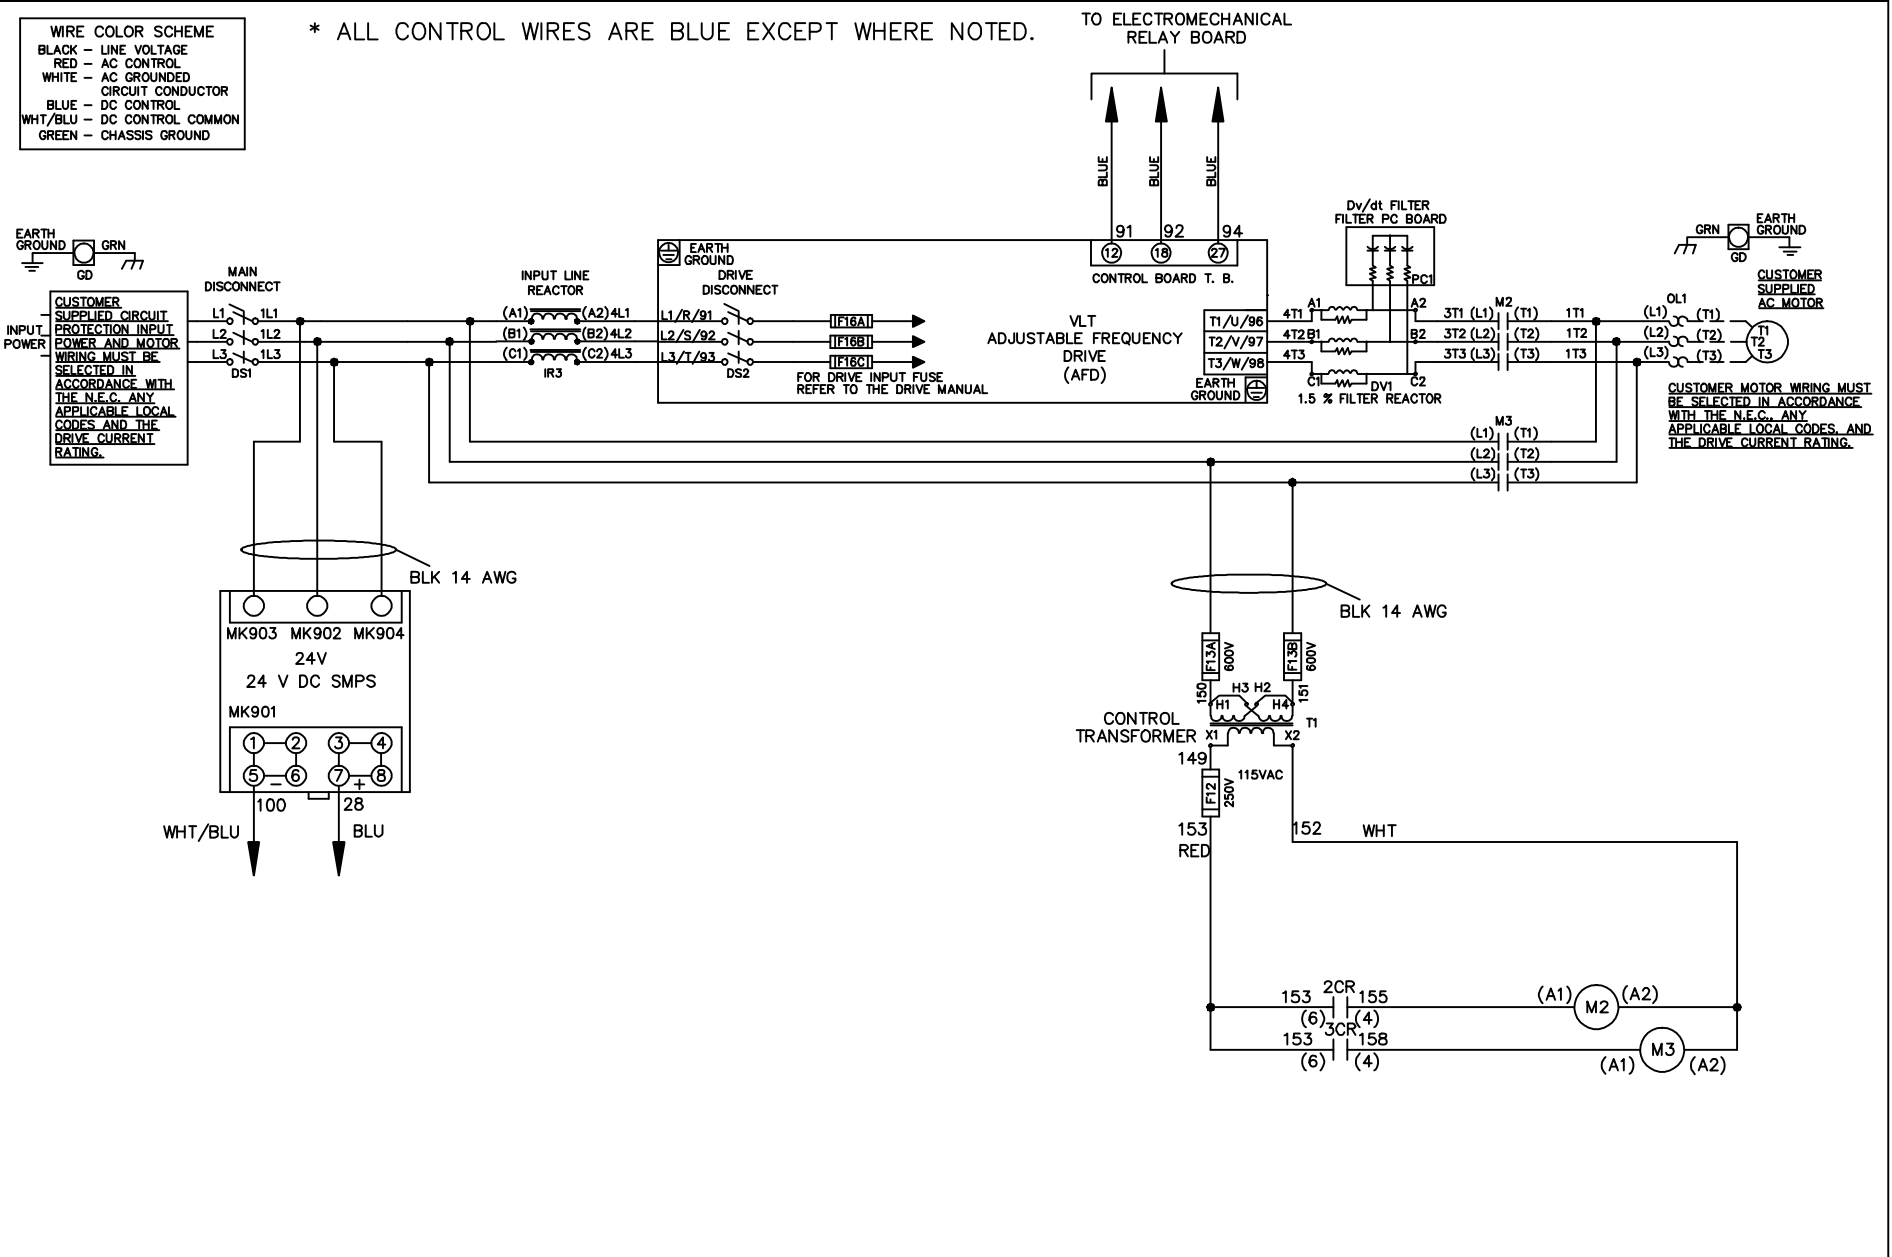 WIRE COLOR SCHEME
BLACK – LINE VOLTAGE
RED – AC CONTROL
WHITE – AC GROUNDED
CIRCUIT CONDUCTOR
BLUE – DC CONTROL
WHT/BLU – DC CONTROL COMMON
GREEN – CHASSIS GROUND
* ALL CONTROL WIRES ARE BLUE EXCEPT WHERE NOTED.
TO ELECTROMECHANICAL
RELAY BOARD
BLUE
BLUE
BLUE
91
92
94
12
18
27
CONTROL BOARD T. B.
EARTH
GROUND
GRN
GD
INPUT
POWER
CUSTOMER
SUPPLIED CIRCUIT
PROTECTION INPUT
POWER AND MOTOR
WIRING MUST BE
SELECTED IN
ACCORDANCE WITH
THE N.E.C. ANY
APPLICABLE LOCAL
CODES AND THE
DRIVE CURRENT
RATING.
MAIN
DISCONNECT
L1
1L1
L2
1L2
L3
1L3
DS1
INPUT LINE
REACTOR
(A1)
(A2)
4L1
(B1)
(B2)
4L2
(C1)
(C2)
4L3
IR3
EARTH
GROUND
DRIVE
DISCONNECT
L1/R/91
L2/S/92
L3/T/93
DS2
F16A
F16B
F16C
FOR DRIVE INPUT FUSE
REFER TO THE DRIVE MANUAL
VLT
ADJUSTABLE FREQUENCY
DRIVE
(AFD)
T1/U/96
T2/V/97
T3/W/98
EARTH
GROUND
Dv/dt FILTER
FILTER PC BOARD
PC1
4T1
A1
A2
4T2
B1
B2
4T3
C1
C2
DV1
1.5 % FILTER REACTOR
M2
3T1 (L1)
(T1)
1T1
3T2 (L2)
(T2)
1T2
3T3 (L3)
(T3)
1T3
OL1
(L1)
(T1)
(L2)
(T2)
(L3)
(T3)
T1
T2
T3
GRN
GD
EARTH
GROUND
CUSTOMER
SUPPLIED
AC MOTOR
CUSTOMER MOTOR WIRING MUST
BE SELECTED IN ACCORDANCE
WITH THE N.E.C., ANY
APPLICABLE LOCAL CODES, AND
THE DRIVE CURRENT RATING.
M3
(L1)
(T1)
(L2)
(T2)
(L3)
(T3)
BLK 14 AWG
MK903
MK902
MK904
24V
24 V DC SMPS
MK901
1
2
3
4
5
–
6
7
+
8
100
28
WHT/BLU
BLU
BLK 14 AWG
F13A
600V
F13B
600V
150
151
H3
H2
H1
H4
CONTROL
TRANSFORMER
T1
X1
X2
149
115VAC
F12
250V
153
RED
152
WHT
2CR
153
155
(6)
(4)
(A1)
M2
(A2)
3CR
153
158
(6)
(4)
(A1)
M3
(A2)